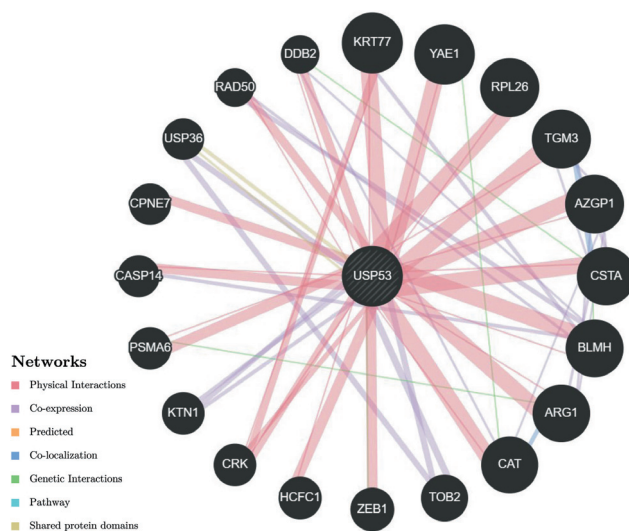 KRT77
YAE1
DDB2
RPL26
RAD50
TGM3
USP36
AZGP1
CPNE7
USP53
CSTA
CASP14
BLMH
PSMA6
ARG1
KTN1
CRK
CAT
HCFC1
TOB2
ZEB1
Networks
Physical Interactions
Co-expression
Predicted
Co-localization
Genetic Interactions
Pathway
Shared protein domains